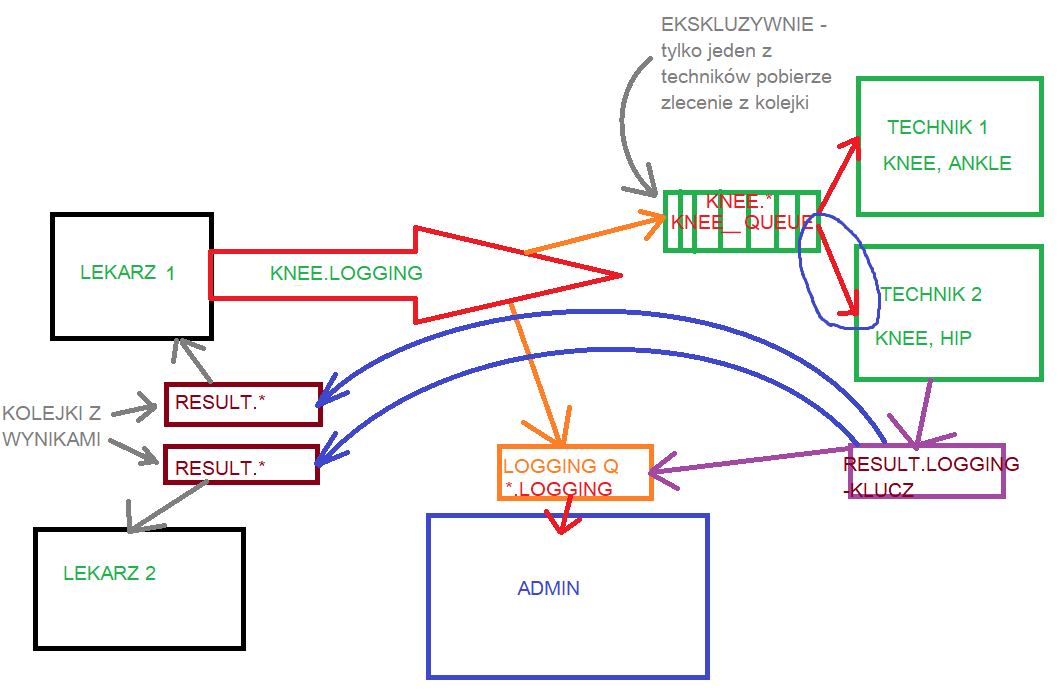 EKSKLUZYWNIE -
tylko jeden z
techników pobierze
zlecenie z kolejki
TECHNIK 1
KNEE, ANKLE
KNEE.*
KNEE__ QUEUE
LEKARZ 1
KNEE.LOGGING
TECHNIK 2
KNEE, HIP
KOLEJKI Z
WYNIKAMI
RESULT.*
RESULT.*
LOGGING Q
*.LOGGING
RESULT.LOGGING
-KLUCZ
LEKARZ 2
ADMIN